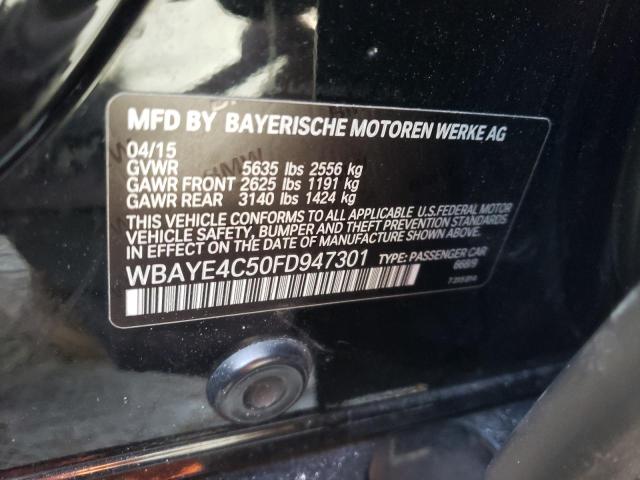 MFD BY BAYERISCHE MOTOREN WERKE AG
04/15
GVWR 5635 lbs 2556 kg
GAWR FRONT 2625 lbs 1191 kg
GAWR REAR 3140 lbs 1424 kg
THIS VEHICLE CONFORMS TO ALL APPLICABLE U.S.FEDERAL MOTOR
VEHICLE SAFETY, BUMPER AND THEFT PREVENTION STANDARDS
IN EFFECT ON THE DATE OF MANUFACTURE SHOWN ABOVE.
WBAYE4C50FD947301 TYPE: PASSENGER CAR